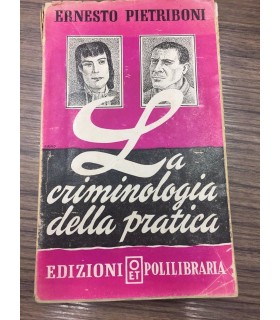 ERNESTO PIETRIBONI
La
criminologia
della pratica
EDIZIONI OET POLILIBRARIA